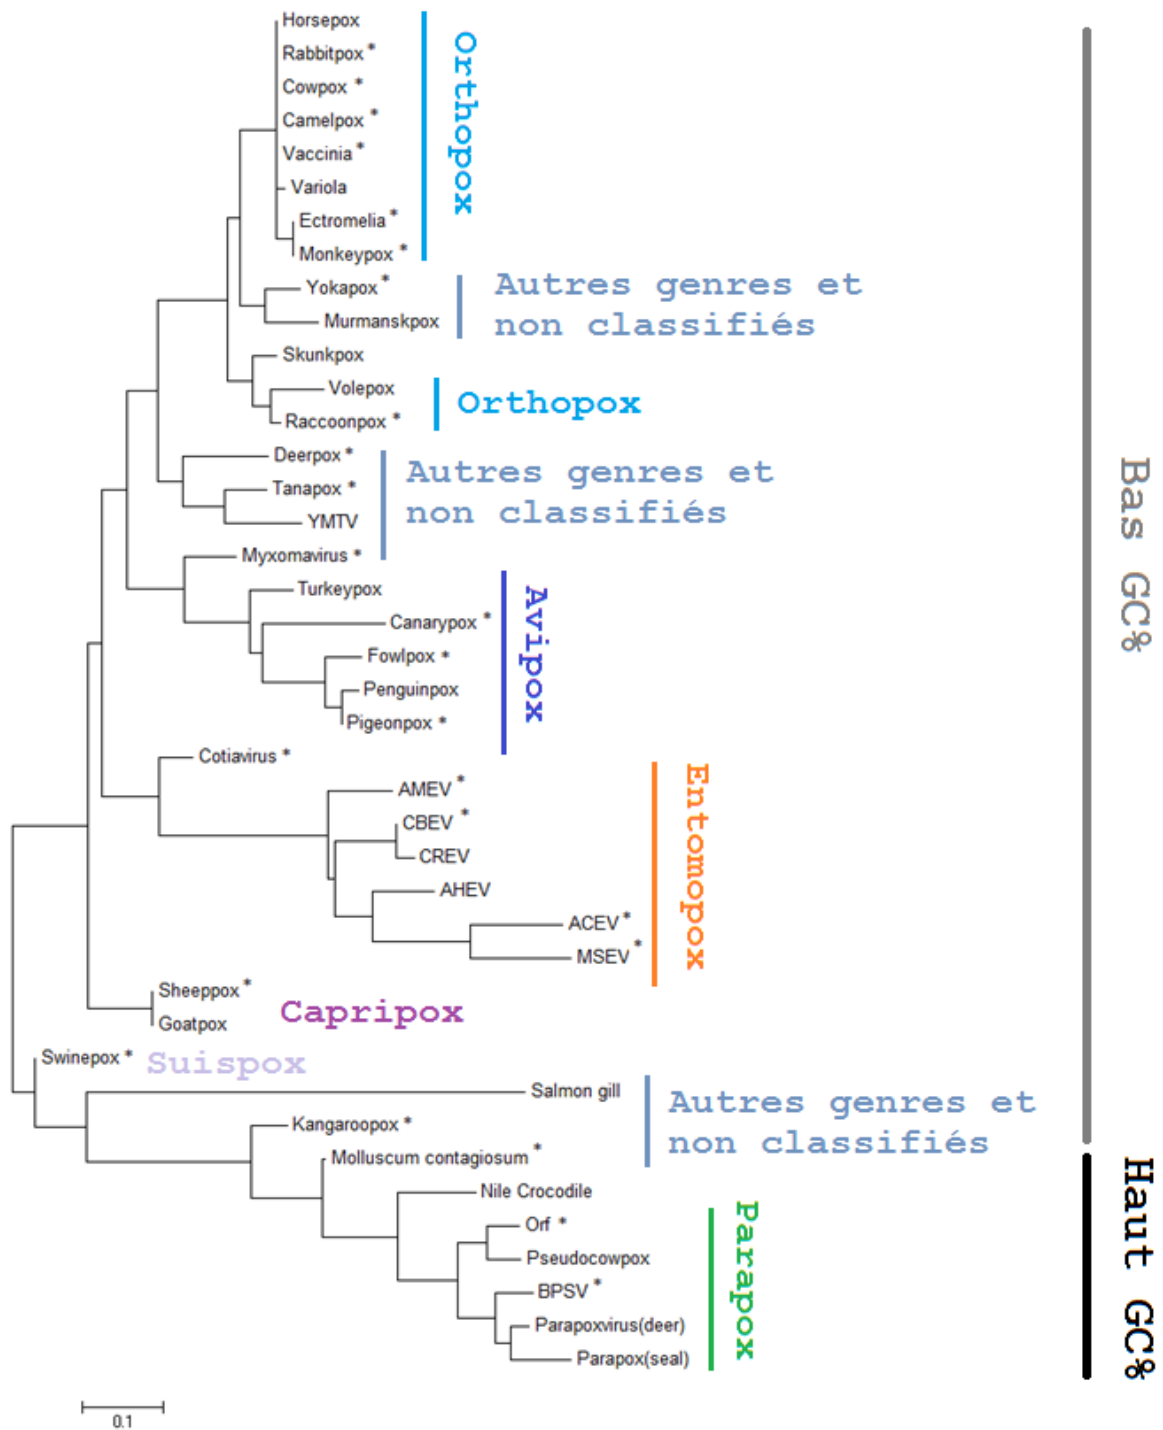 Horsepox
Rabbitpox *
Cowpox *
Camelpox *
Vaccinia *
Variola
Ectromelia *
Monkeypox *
Orthopox
Yokapox *
Murmanskpox
Autres genres et
non classifiés
Skunkpox
Volepox
Raccoonpox *
Orthopox
Deerpox *
Tanapox *
YMTV
Autres genres et
non classifiés
Myxomavirus *
Turkeypox
Canarypox *
Fowlpox *
Penguinpox
Pigeonpox *
Avipox
Cotiavirus *
AMEV *
CBEV *
CREV
AHEV
ACEV *
MSEV *
Entomopox
Sheeppox *
Goatpox
Capripox
Swinepox *
Suispox
Salmon gill
Kangaroopox *
Autres genres et
non classifiés
Molluscum contagiosum *
Nile Crocodile
Orf *
Pseudocowpox
BPSV *
Parapoxvirus(deer)
Parapox(seal)
Parapox
Bas GC%
Haut GC%
0.1